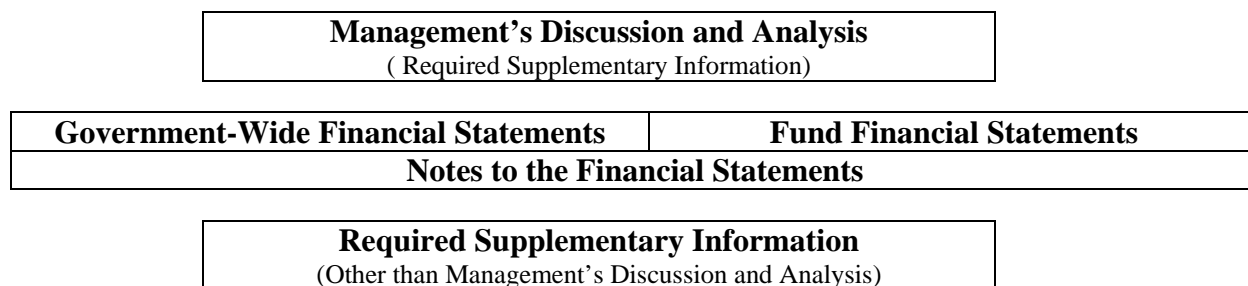 Management’s Discussion and Analysis
( Required Supplementary Information)
Government-Wide Financial Statements Fund Financial Statements
Notes to the Financial Statements
Required Supplementary Information
(Other than Management’s Discussion and Analysis)